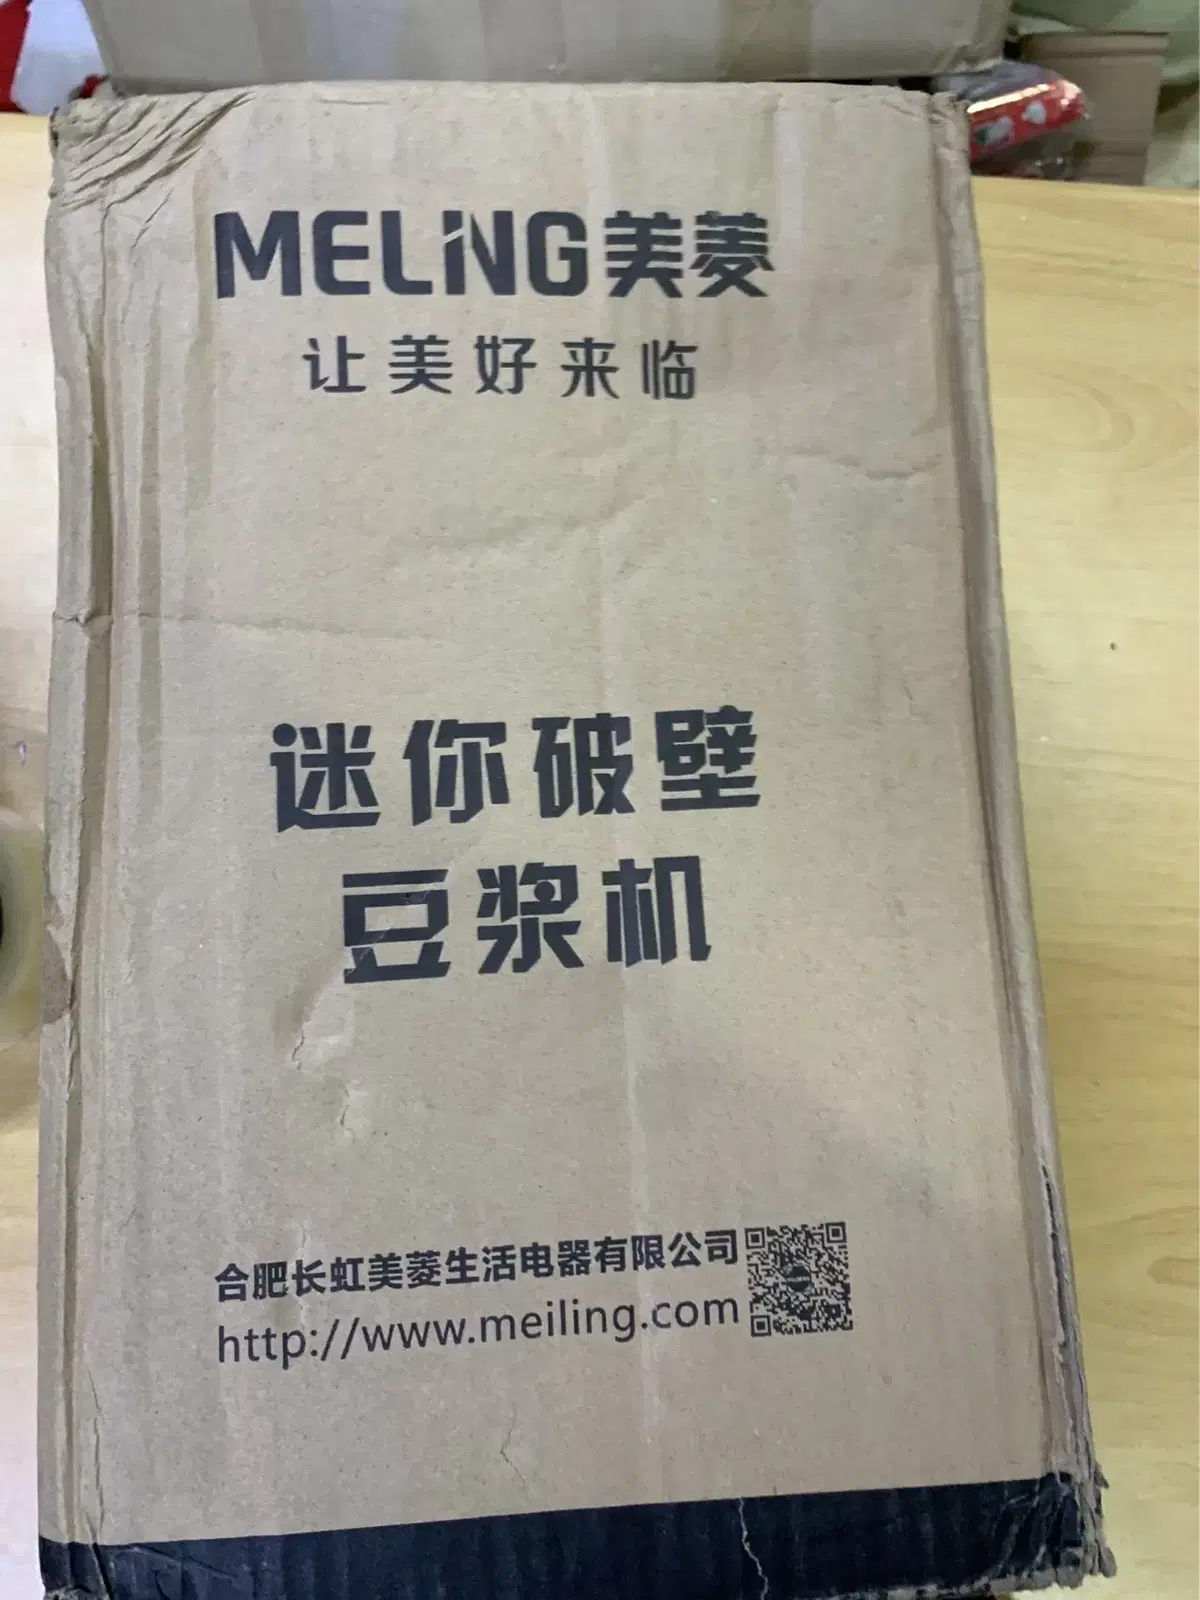 MELING美菱
让美好来临
迷你破壁
豆浆机
合肥长虹美菱生活电器有限公司
http://www.meiling.com